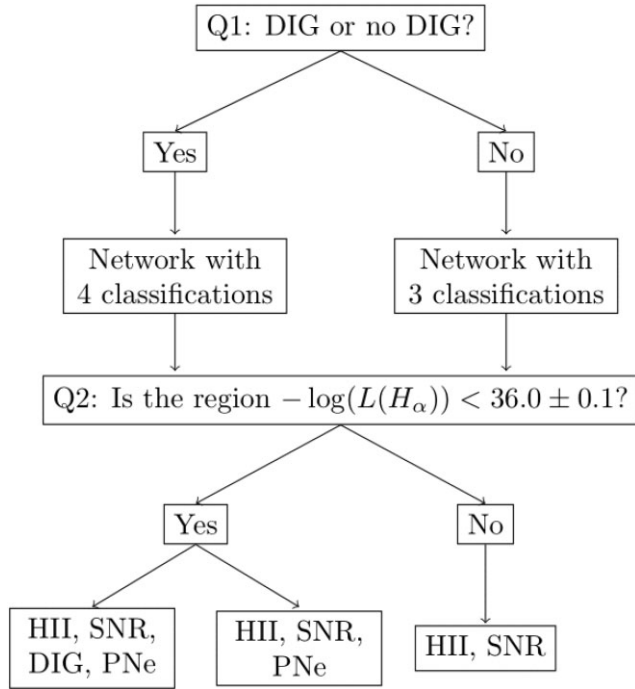 Q1: DIG or no DIG?
Yes
No
Network with
4 classifications
Network with
3 classifications
Q2: Is the region − log(L(Hα)) < 36.0 ± 0.1?
Yes
No
HII, SNR,
DIG, PNe
HII, SNR,
PNe
HII, SNR